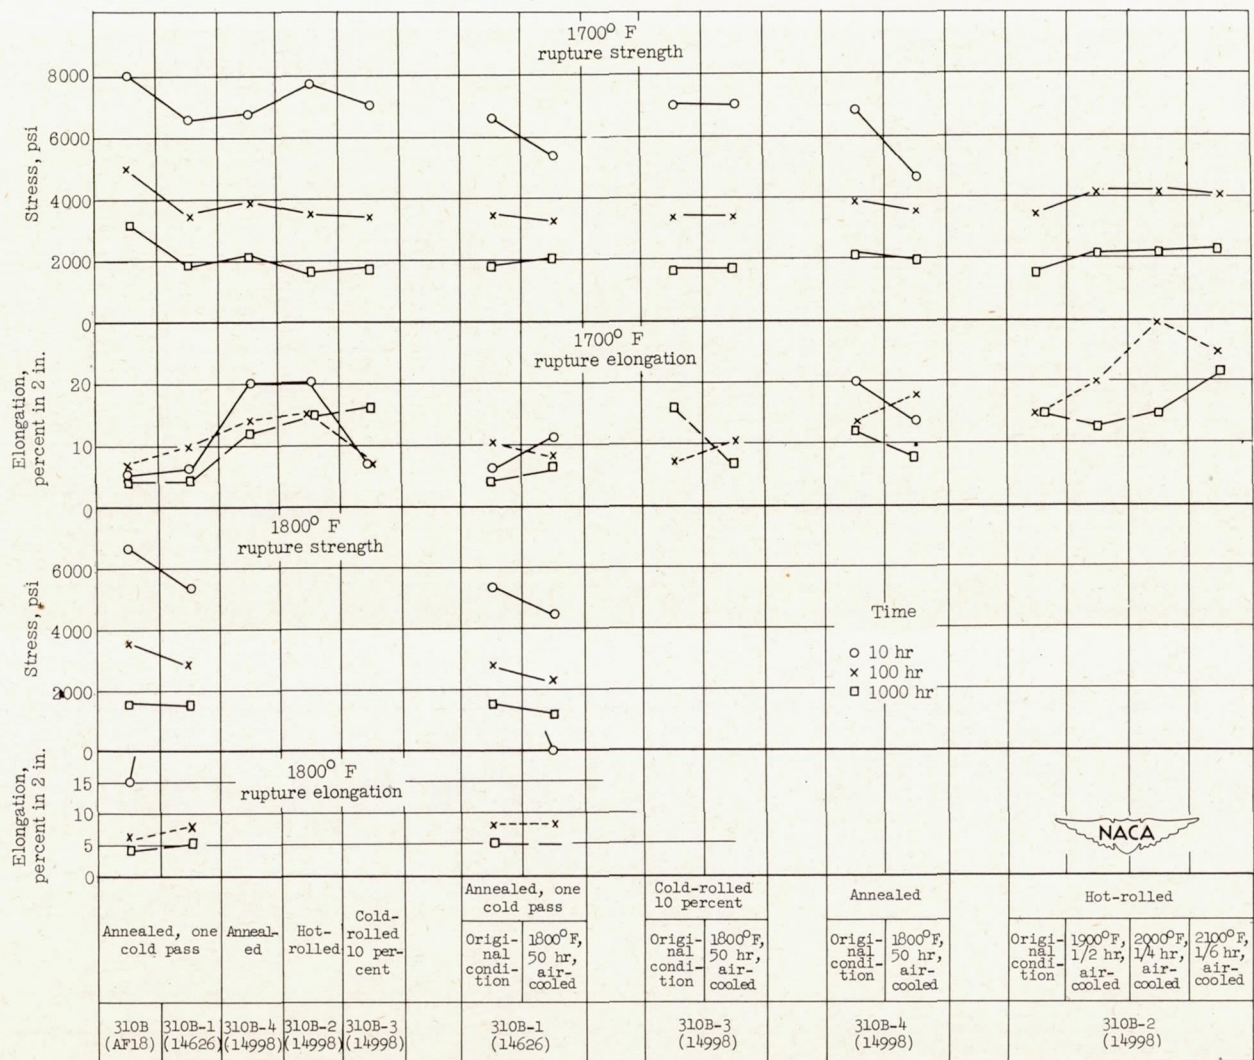 1700° F
rupture strength
8000
6000
4000
2000
0
Stress, psi
1700° F
rupture elongation
20
10
0
Elongation,
percent in 2 in.
1800° F
rupture strength
6000
4000
2000
0
Stress, psi
Time
10 hr
100 hr
1000 hr
1800° F
rupture elongation
15
10
5
0
Elongation,
percent in 2 in.
NACA
Annealed, one
cold pass
Anneal-
ed
Hot-
rolled
Cold-
rolled
10 per-
cent
Annealed, one
cold pass
Origi-
nal
condi-
tion
1800°F,
50 hr,
air-
cooled
Cold-rolled
10 percent
Origi-
nal
condi-
tion
1800°F,
50 hr,
air-
cooled
Annealed
Origi-
nal
condi-
tion
1800°F,
50 hr,
air-
cooled
Hot-rolled
Origi-
nal
condi-
tion
1900°F,
1/2 hr,
air-
cooled
2000°F,
1/4 hr,
air-
cooled
2100°F,
1/6 hr,
air-
cooled
310B
(AF18)
310B-1
(14626)
310B-4
(14998)
310B-2
(14998)
310B-3
(14998)
310B-1
(14626)
310B-3
(14998)
310B-4
(14998)
310B-2
(14998)